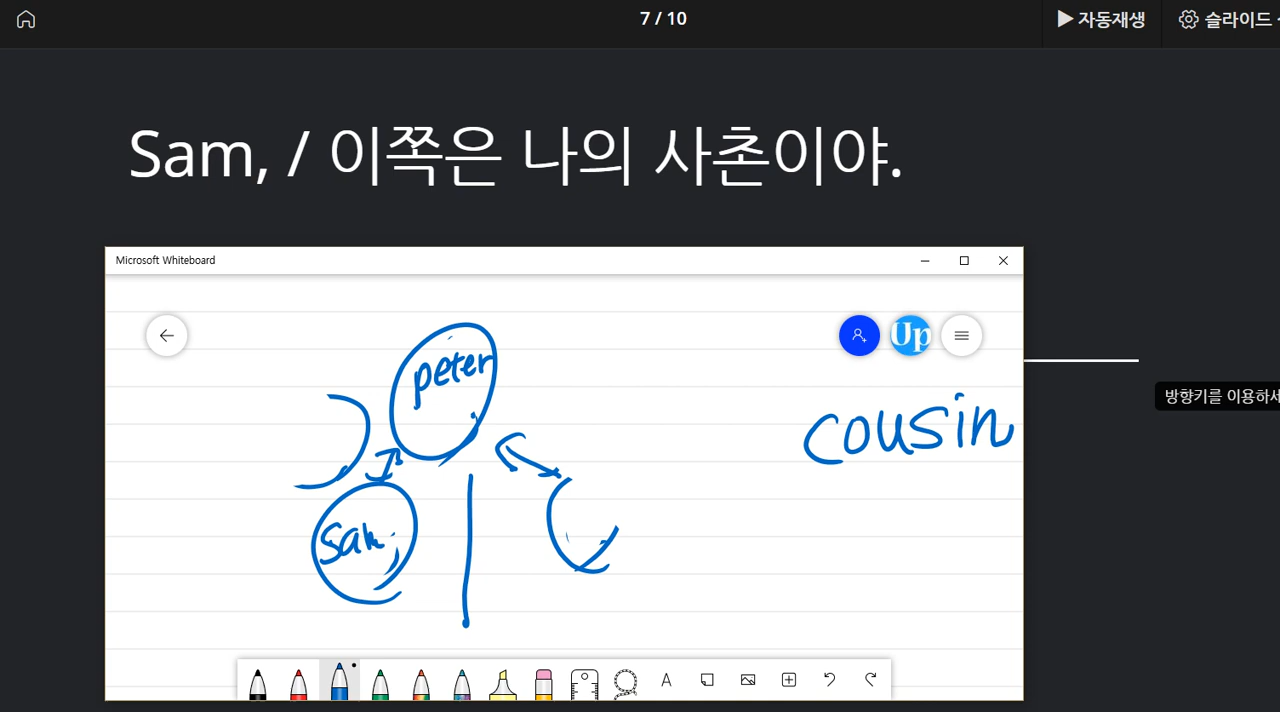 7 / 10
▶ 자동재생
슬라이드
Sam, / 이쪽은 나의 사촌이야.
Microsoft Whiteboard
Up
peter
방향키를 이용하세
cousin
sam
A